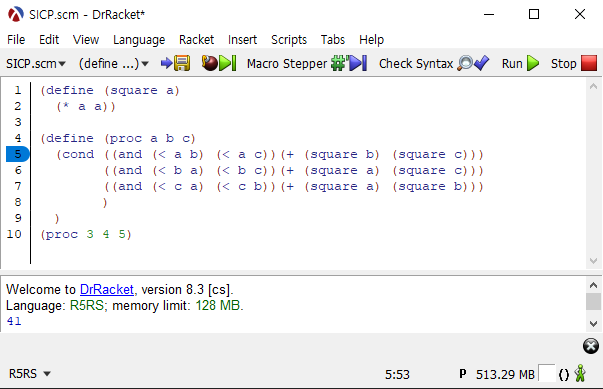 SICP.scm - DrRacket*
File Edit View Language Racket Insert Scripts Tabs Help
SICP.scm▾ (define ...)▾ Macro Stepper Check Syntax Run Stop
1 (define (square a)
2   (* a a))
3
4 (define (proc a b c)
5   (cond ((and (< a b) (< a c))(+ (square b) (square c)))
6         ((and (< b a) (< b c))(+ (square a) (square c)))
7         ((and (< c a) (< c b))(+ (square a) (square b)))
8         )
9   )
10 (proc 3 4 5)
Welcome to DrRacket, version 8.3 [cs].
Language: R5RS; memory limit: 128 MB.
41
R5RS ▾ 5:53 P 513.29 MB ()